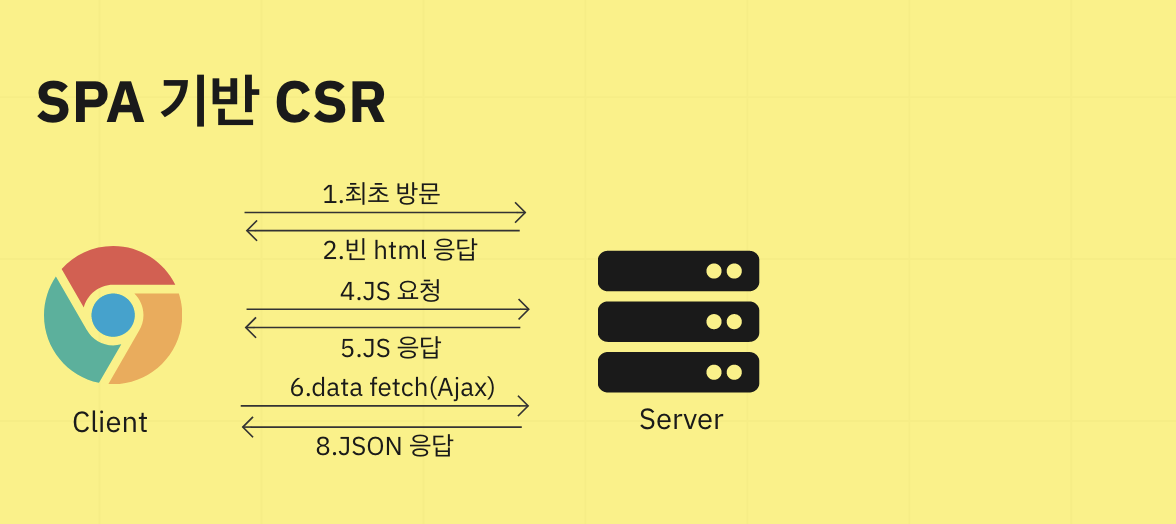 SPA 기반 CSR
1.최초 방문
2.빈 html 응답
4.JS 요청
5.JS 응답
6.data fetch(Ajax)
8.JSON 응답
Client
Server